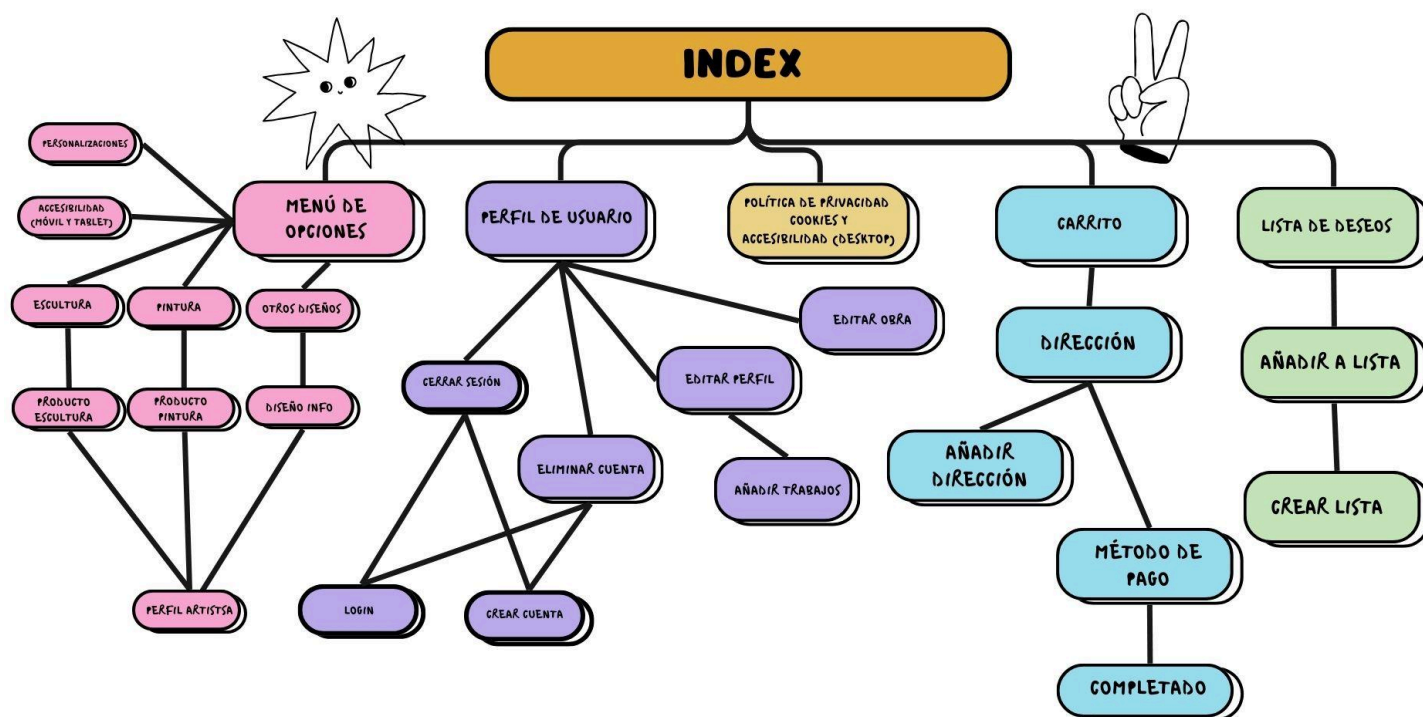 INDEX
PERSONALIZACIONES
ACCESIBILIDAD
(MÓVIL Y TABLET)
MENÚ DE
OPCIONES
PERFIL DE USUARIO
POLÍTICA DE PRIVACIDAD
COOKIES Y
ACCESIBILIDAD (DESKTOP)
CARRITO
LISTA DE DESEOS
ESCULTURA
PINTURA
OTROS DISEÑOS
EDITAR OBRA
DIRECCIÓN
AÑADIR A LISTA
PRODUCTO
ESCULTURA
PRODUCTO
PINTURA
DISEÑO INFO
CERRAR SESIÓN
EDITAR PERFIL
ELIMINAR CUENTA
AÑADIR TRABAJOS
AÑADIR
DIRECCIÓN
CREAR LISTA
MÉTODO DE
PAGO
PERFIL ARTISTSA
LOGIN
CREAR CUENTA
COMPLETADO